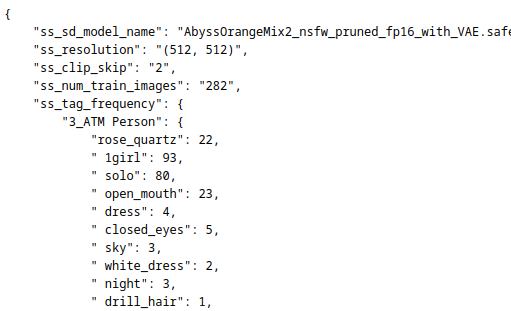 {
    "ss_sd_model_name": "AbyssOrangeMix2_nsfw_pruned_fp16_with_VAE.safe
    "ss_resolution": "(512, 512)",
    "ss_clip_skip": "2",
    "ss_num_train_images": "282",
    "ss_tag_frequency": {
        "3_ATM Person": {
            "rose_quartz": 22,
            " 1girl": 93,
            " solo": 80,
            " open_mouth": 23,
            " dress": 4,
            " closed_eyes": 5,
            " sky": 3,
            " white_dress": 2,
            " night": 3,
            " drill_hair": 1,